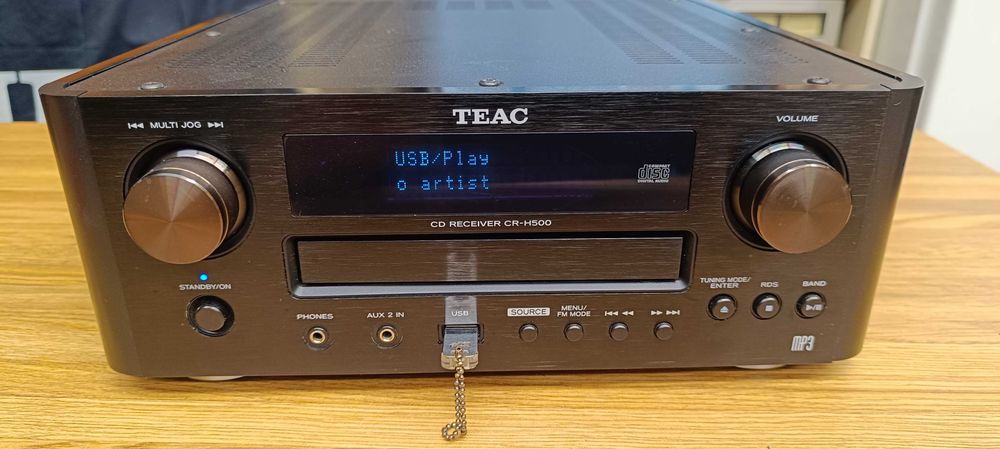 TEAC
MULTI JOG
VOLUME
USB/Play
o artist
COMPACT
disc
DIGITAL AUDIO
CD RECEIVER CR-H500
STANDBY/ON
PHONES
AUX 2 IN
USB
SOURCE
MENU/
FM MODE
TUNING MODE/
ENTER
RDS
BAND
MP3